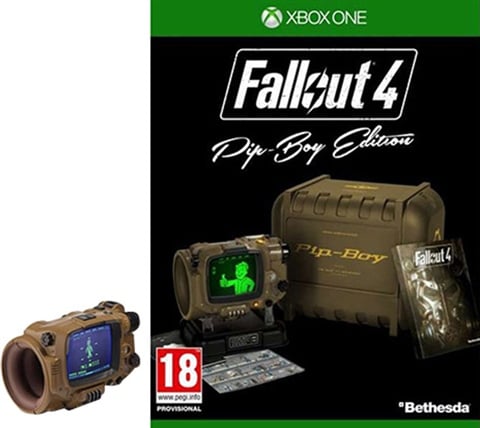 XBOX ONE
Fallout 4
Pip-Boy Edition
Pip-Boy
Fallout 4
18
www.pegi.info
PROVISIONAL
Bethesda